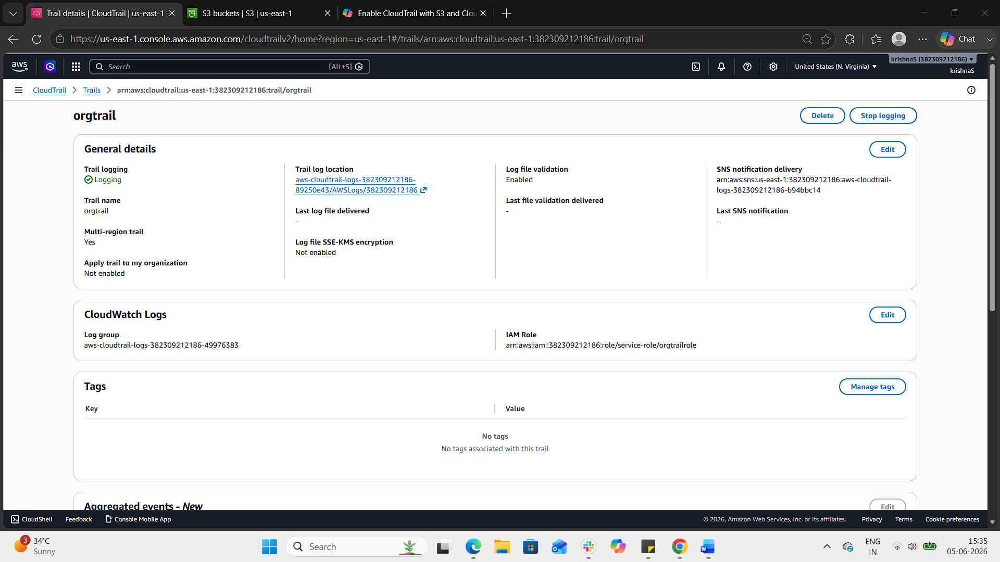 Trail details | CloudTrail | us-east-1
S3 buckets | S3 | us-east-1
Enable CloudTrail with S3 and Clou
https://us-east-1.console.aws.amazon.com/cloudtrailv2/home?region=us-east-1#/trails/arn:aws:cloudtrail:us-east-1:382309212186:trail/orgtrail
Chat
aws
Search
[Alt+S]
United States (N. Virginia)
krishnaS (382309212186)
krishnaS
CloudTrail
Trails
arn:aws:cloudtrail:us-east-1:382309212186:trail/orgtrail
orgtrail
Delete
Stop logging
General details
Edit
Trail logging
Logging
Trail name
orgtrail
Multi-region trail
Yes
Apply trail to my organization
Not enabled
Trail log location
aws-cloudtrail-logs-382309212186-
89250e43/AWSLogs/382309212186
Last log file delivered
-
Log file SSE-KMS encryption
Not enabled
Log file validation
Enabled
Last file validation delivered
-
SNS notification delivery
arn:aws:sns:us-east-1:382309212186:aws-cloudtrail-
logs-382309212186-b94bbc14
Last SNS notification
-
CloudWatch Logs
Edit
Log group
aws-cloudtrail-logs-382309212186-49976383
IAM Role
arn:aws:iam::382309212186:role/service-role/orgtrailrole
Tags
Manage tags
Key
Value
No tags
No tags associated with this trail
Aggregated events - New
Edit
CloudShell
Feedback
Console Mobile App
© 2026, Amazon Web Services, Inc. or its affiliates.
Privacy
Terms
Cookie preferences
3
34°C
Sunny
Search
ENG
IN
15:35
05-06-2026